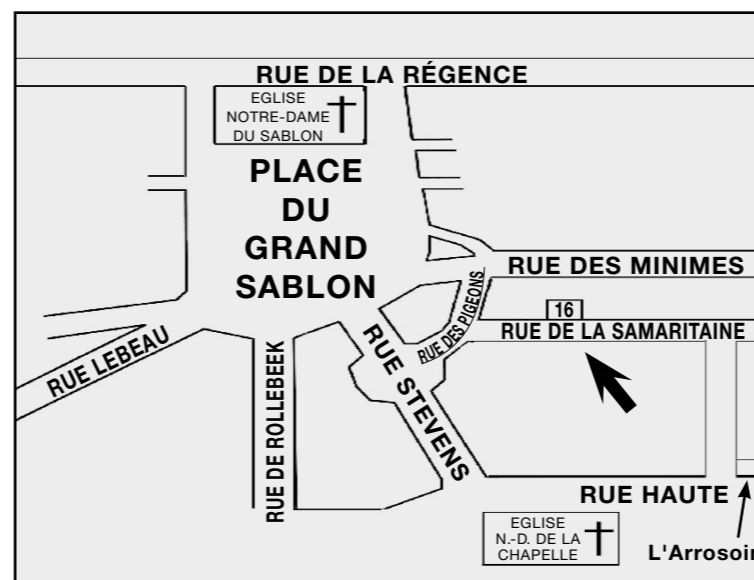 RUE DE LA RÉGENCE
EGLISE
NOTRE-DAME
DU SABLON
PLACE
DU
GRAND
SABLON
RUE DES MINIMES
RUE DES PIGEONS
16
RUE DE LA SAMARITAINE
RUE LEBEAU
RUE DE ROLLEBEEK
RUE STEVENS
RUE HAUTE
EGLISE
N.-D. DE LA
CHAPELLE
L'Arrosoir